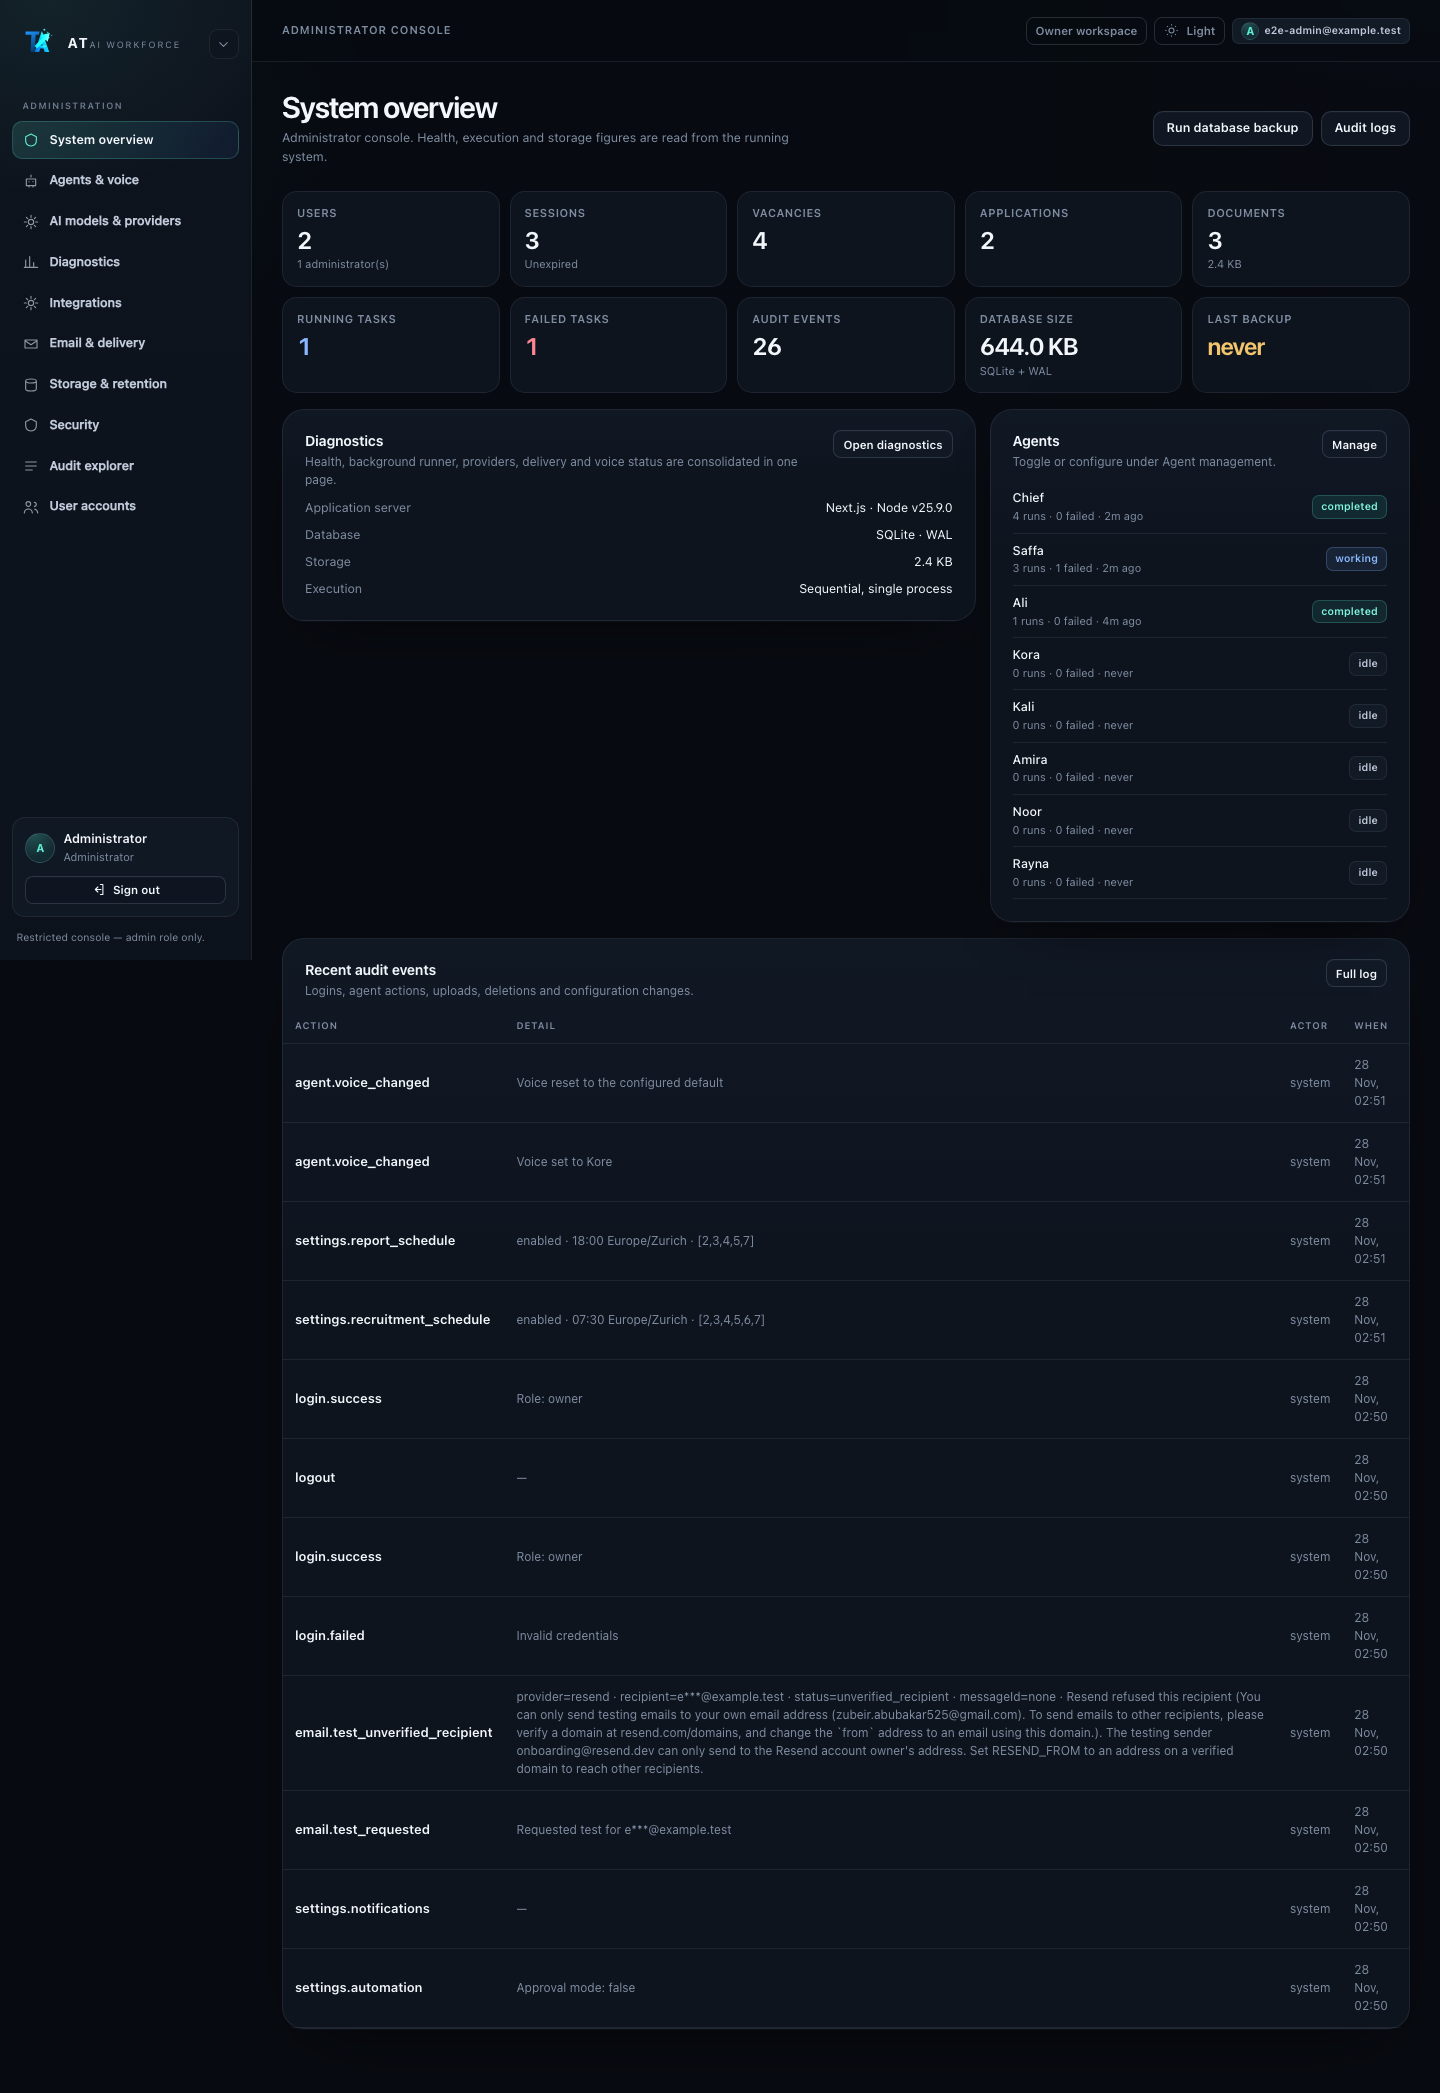 AT AI WORKFORCE
ADMINISTRATION
System overview
Agents & voice
AI models & providers
Diagnostics
Integrations
Email & delivery
Storage & retention
Security
Audit explorer
User accounts
A
Administrator
Administrator
Sign out
Restricted console — admin role only.
ADMINISTRATOR CONSOLE
Owner workspace
Light
A e2e-admin@example.test
System overview
Administrator console. Health, execution and storage figures are read from the running
system.
Run database backup
Audit logs
USERS
2
1 administrator(s)
SESSIONS
3
Unexpired
VACANCIES
4
APPLICATIONS
2
DOCUMENTS
3
2.4 KB
RUNNING TASKS
1
FAILED TASKS
1
AUDIT EVENTS
26
DATABASE SIZE
644.0 KB
SQLite + WAL
LAST BACKUP
never
Diagnostics
Health, background runner, providers, delivery and voice status are consolidated in one
page.
Open diagnostics
Application server Next.js · Node v25.9.0
Database SQLite · WAL
Storage 2.4 KB
Execution Sequential, single process
Agents
Toggle or configure under Agent management.
Manage
Chief
4 runs · 0 failed · 2m ago
completed
Saffa
3 runs · 1 failed · 2m ago
working
Ali
1 runs · 0 failed · 4m ago
completed
Kora
0 runs · 0 failed · never
idle
Kali
0 runs · 0 failed · never
idle
Amira
0 runs · 0 failed · never
idle
Noor
0 runs · 0 failed · never
idle
Rayna
0 runs · 0 failed · never
idle
Recent audit events
Logins, agent actions, uploads, deletions and configuration changes.
Full log
ACTION DETAIL ACTOR WHEN
agent.voice_changed Voice reset to the configured default system
28
Nov,
02:51
agent.voice_changed Voice set to Kore system
28
Nov,
02:51
settings.report_schedule enabled · 18:00 Europe/Zurich · [2,3,4,5,7] system
28
Nov,
02:51
settings.recruitment_schedule enabled · 07:30 Europe/Zurich · [2,3,4,5,6,7] system
28
Nov,
02:51
login.success Role: owner system
28
Nov,
02:50
logout — system
28
Nov,
02:50
login.success Role: owner system
28
Nov,
02:50
login.failed Invalid credentials system
28
Nov,
02:50
email.test_unverified_recipient
provider=resend · recipient=e***@example.test · status=unverified_recipient · messageId=none · Resend refused this recipient (You
can only send testing emails to your own email address (zubeir.abubakar525@gmail.com). To send emails to other recipients, please
verify a domain at resend.com/domains, and change the `from` address to an email using this domain.). The testing sender
onboarding@resend.dev can only send to the Resend account owner's address. Set RESEND_FROM to an address on a verified
domain to reach other recipients.
system
28
Nov,
02:50
email.test_requested Requested test for e***@example.test system
28
Nov,
02:50
settings.notifications — system
28
Nov,
02:50
settings.automation Approval mode: false system
28
Nov,
02:50